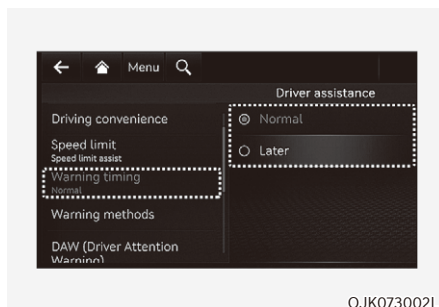 Menu
Driver assistance
Driving convenience
Normal
Speed limit
Speed limit assist
Later
Warning timing
Normal
Warning methods
DAW (Driver Attention
Warning)
OJK073002L